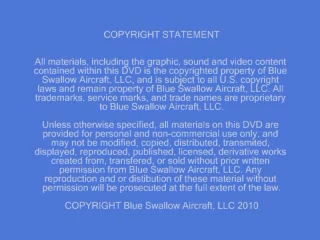 COPYRIGHT STATEMENT
All materials, including the graphic, sound and video content
contained within this DVD is the copyrighted property of Blue
Swallow Aircraft, LLC, and is subject to all U.S. copyright
laws and remain property of Blue Swallow Aircraft, LLC. All
trademarks, service marks, and trade names are proprietary
to Blue Swallow Aircraft, LLC.
Unless otherwise specified, all materials on this DVD are
provided for personal and non-commercial use only, and
may not be modified, copied, distributed, transmited,
displayed, reproduced, published, licensed, derivative works
created from, transfered, or sold without prior written
permission from Blue Swallow Aircraft, LLC. Any
reproduction and or distibution of these material without
permission will be prosecuted at the full extent of the law.
COPYRIGHT Blue Swallow Aircraft, LLC 2010